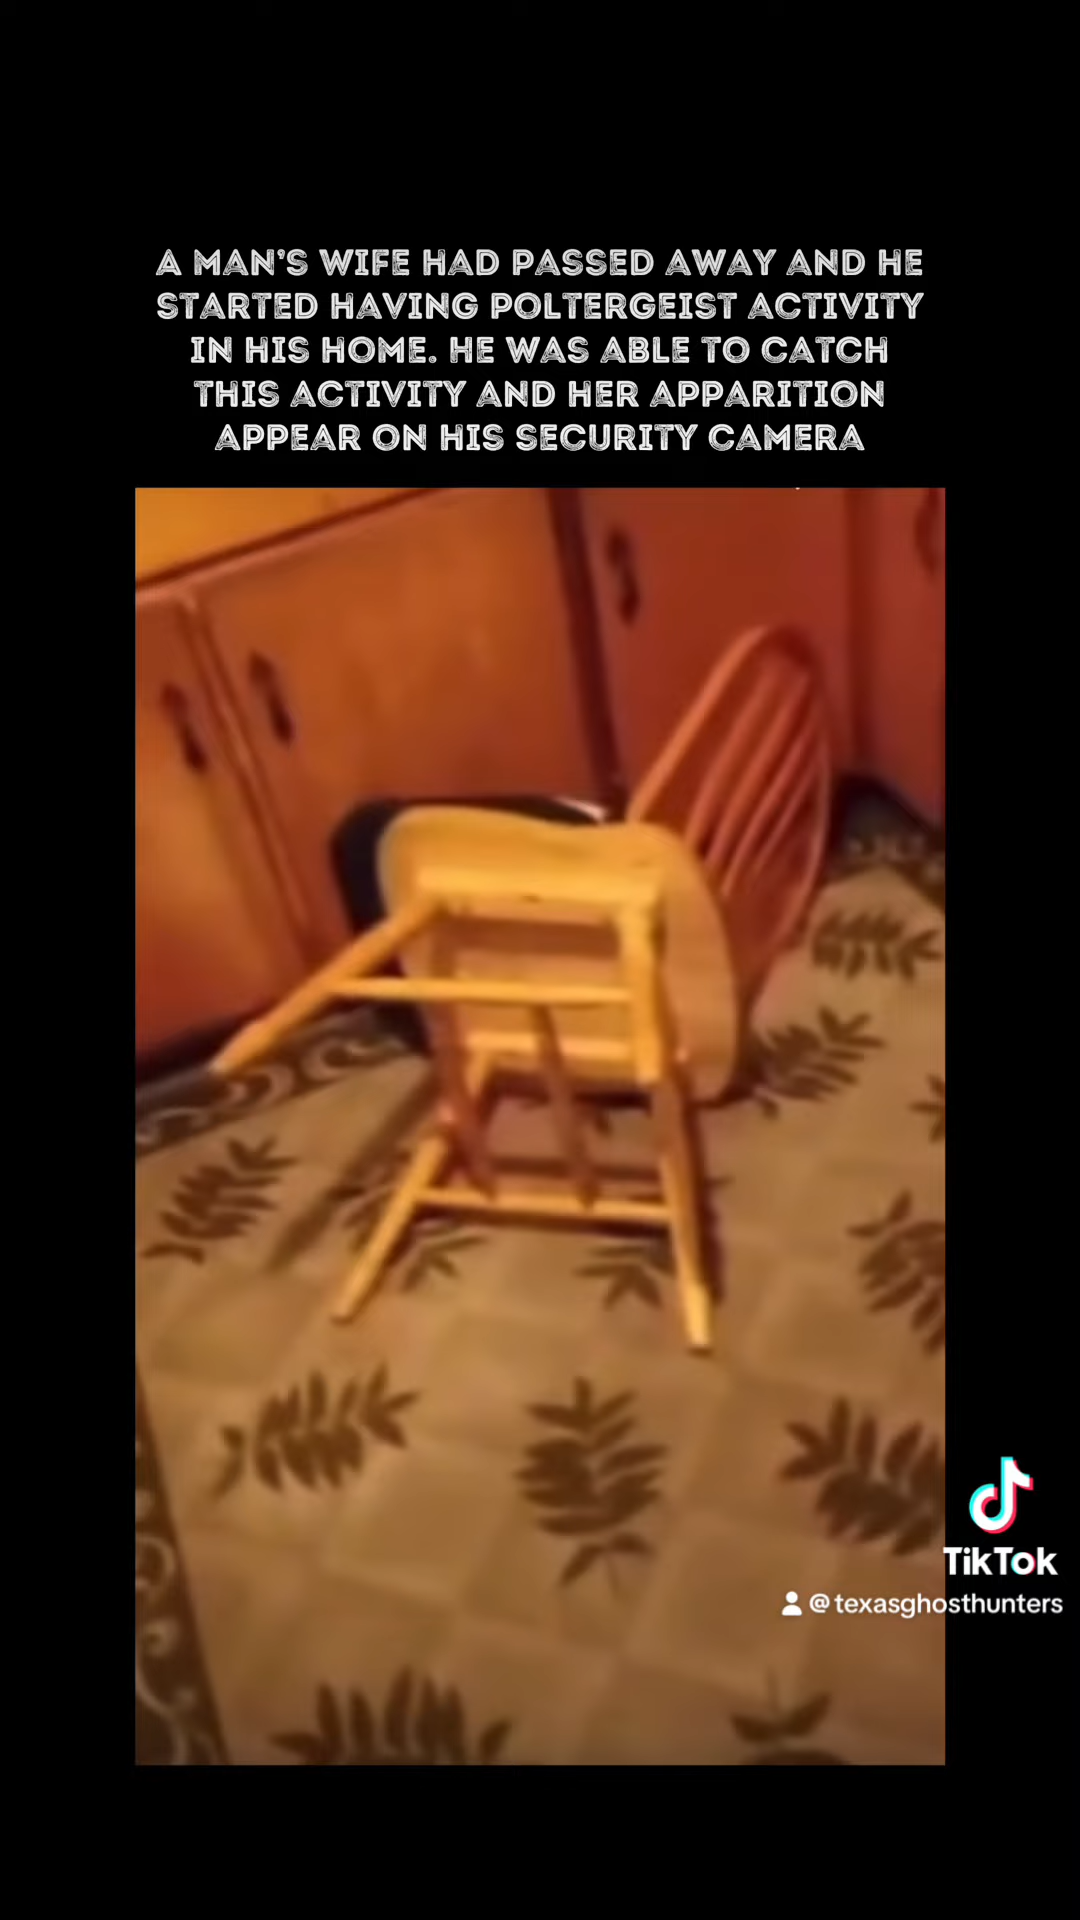 A MAN'S WIFE HAD PASSED AWAY AND HE
STARTED HAVING POLTERGEIST ACTIVITY
IN HIS HOME. HE WAS ABLE TO CATCH
THIS ACTIVITY AND HER APPARITION
APPEAR ON HIS SECURITY CAMERA
TikTok
@texasghosthunters